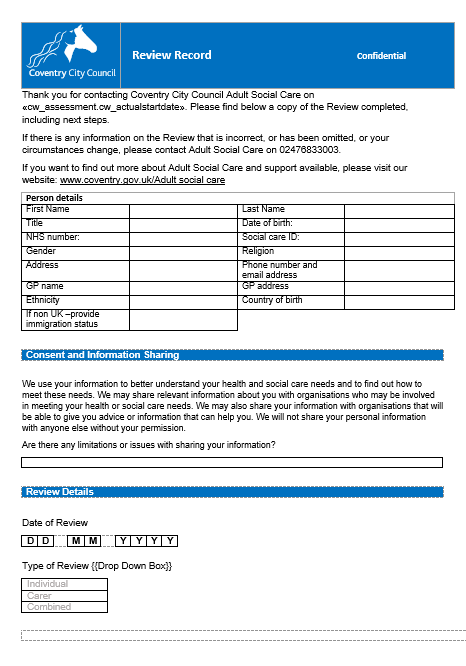 Coventry City Council
Review Record
Confidential
Thank you for contacting Coventry City Council Adult Social Care on
«cw_assessment.cw_actualstartdate». Please find below a copy of the Review completed,
including next steps.
If there is any information on the Review that is incorrect, or has been omitted, or your
circumstances change, please contact Adult Social Care on 02476833003.
If you want to find out more about Adult Social Care and support available, please visit our
website: www.coventry.gov.uk/Adult social care
Person details
First Name Last Name
Title Date of birth:
NHS number: Social care ID:
Gender Religion
Address Phone number and
email address
GP name GP address
Ethnicity Country of birth
If non UK –provide
immigration status
Consent and Information Sharing
We use your information to better understand your health and social care needs and to find out how to
meet these needs. We may share relevant information about you with organisations who may be involved
in meeting your health or social care needs. We may also share your information with organisations that will
be able to give you advice or information that can help you. We will not share your personal information
with anyone else without your permission.
Are there any limitations or issues with sharing your information?
Review Details
Date of Review
D D M M Y Y Y Y
Type of Review {{Drop Down Box}}
Individual
Carer
Combined